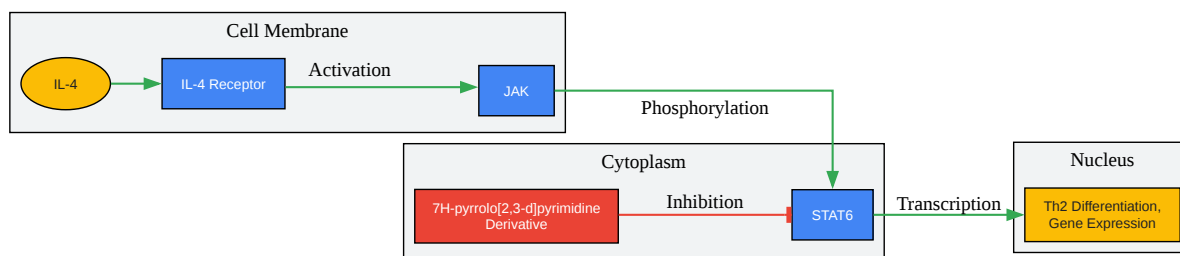 Cell Membrane
IL-4
IL-4 Receptor
Activation
JAK
Phosphorylation
Cytoplasm
7H-pyrrolo[2,3-d]pyrimidine
Derivative
Inhibition
STAT6
Transcription
Nucleus
Th2 Differentiation,
Gene Expression